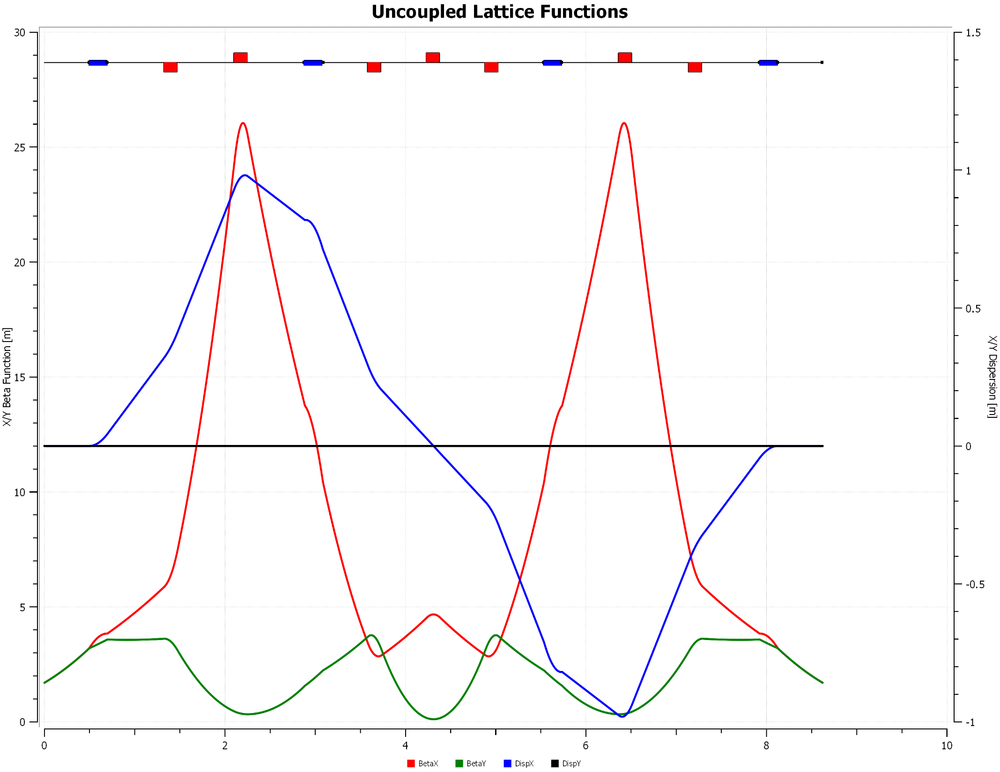 Uncoupled Lattice Functions
30
25
20
15
10
5
0
X/Y Beta Function [m]
1.5
1
0.5
0
-0.5
-1
X/Y Dispersion [m]
0 2 4 6 8 10
BetaX BetaY DispX DispY